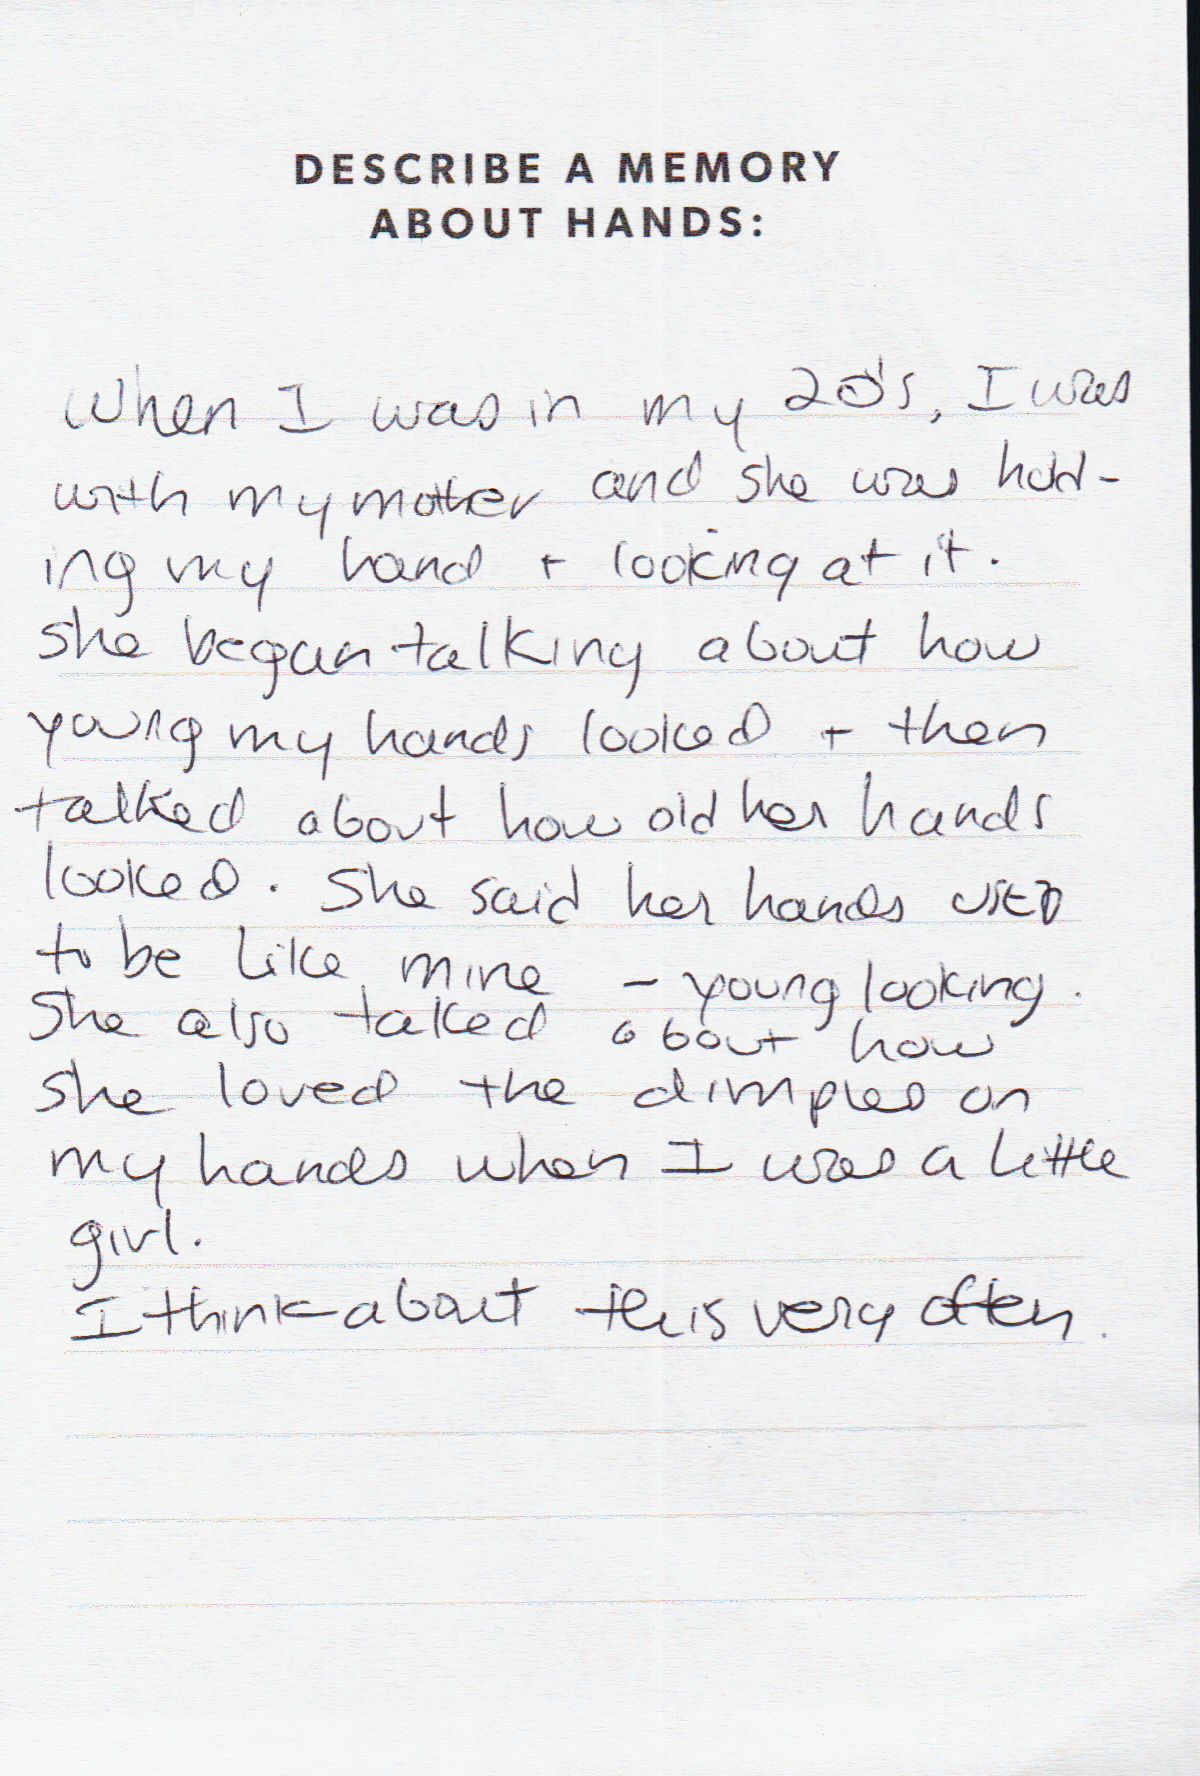 DESCRIBE A MEMORY
ABOUT HANDS:
When I was in my 20's, I was
with my mother and she was hold-
ing my hand + looking at it.
She began talking about how
young my hands looked + then
talked about how old her hands
looked. She said her hands used
to be like mine - young looking.
She also talked about how
she loved the dimples on
my hands when I was a little
girl.
I think about this very often.